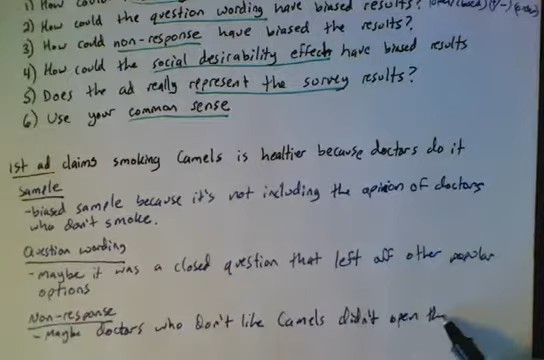 1) How could
2) How could the question wording have biased results?
3) How could non-response have biased the results?
4) How could the social desirability effect have biased results
5) Does the ad really represent the survey results?
6) Use your common sense
1st ad claims smoking Camels is healthier because doctors do it
Sample
-biased sample because it's not including the opinion of doctors
who don't smoke.
Question wording
-maybe it was a closed question that left off other popular
options
Non-response
-Maybe doctors who don't like Camels didn't open